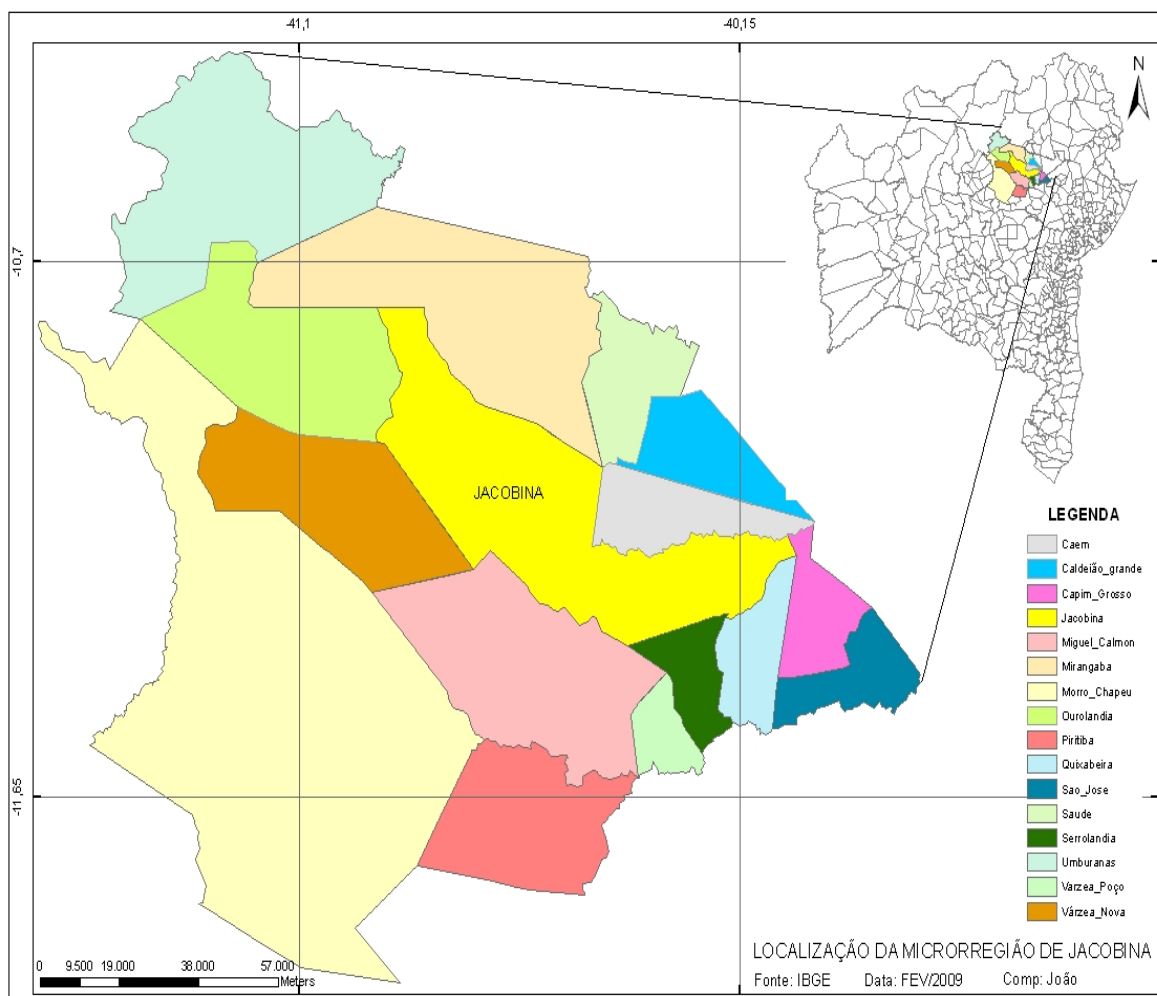 -41,1
-40,15
N
-10,7
JACOBINA
-11,65
LEGENDA
Caem
Caldeião_grande
Capim_Grosso
Jacobina
Miguel_Calmon
Mirangaba
Morro_Chapeu
Ourolandia
Piritiba
Quixabeira
Sao_Jose
Saude
Serrolandia
Umburanas
Varzea_Poço
Várzea_Nova
0 9.500 19.000 38.000 57.000
Meters
LOCALIZAÇÃO DA MICRORREGIÃO DE JACOBINA
Fonte: IBGE Data: FEV/2009 Comp: João